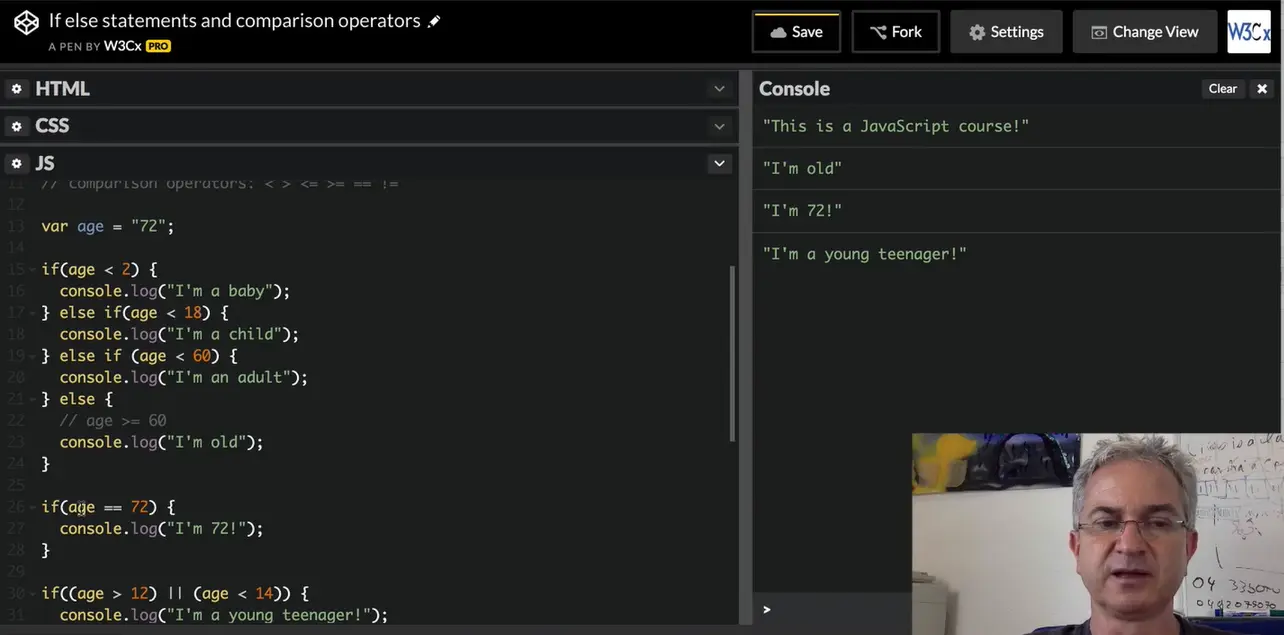 If else statements and comparison operators
A PEN BY W3Cx PRO
Save
Fork
Settings
Change View
W3Cx
HTML
CSS
JS
11 // comparison operators: < > <= >= == !=
12
13 var age = "72";
14
15 if(age < 2) {
16 console.log("I'm a baby");
17 } else if(age < 18) {
18 console.log("I'm a child");
19 } else if (age < 60) {
20 console.log("I'm an adult");
21 } else {
22 // age >= 60
23 console.log("I'm old");
24 }
25
26 if(age == 72) {
27 console.log("I'm 72!");
28 }
29
30 if((age > 12) || (age < 14)) {
31 console.log("I'm a young teenager!");
Console
Clear
"This is a JavaScript course!"
"I'm old"
"I'm 72!"
"I'm a young teenager!"
>
04